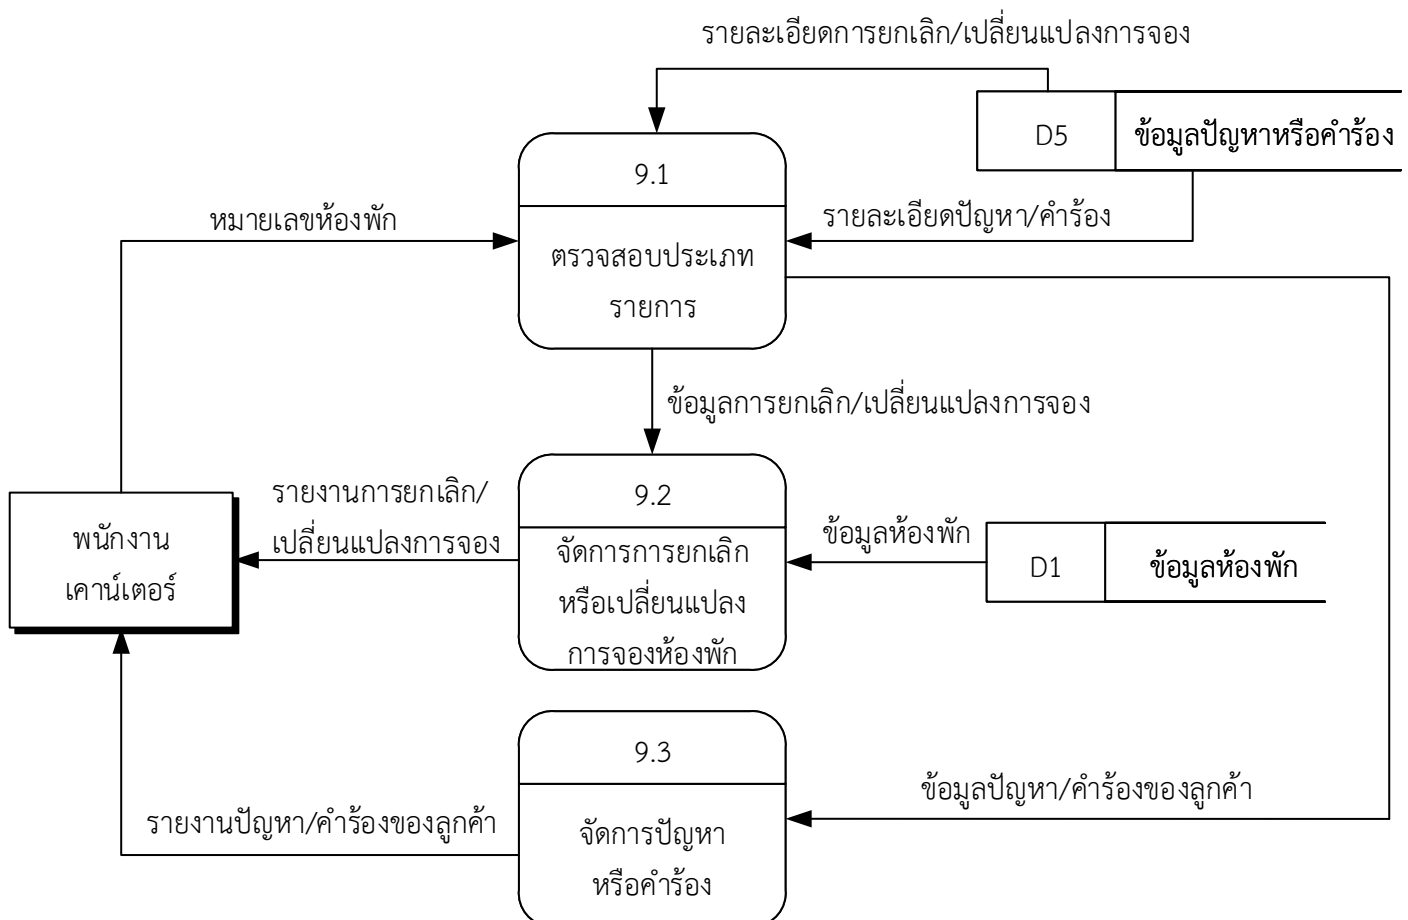 รายละเอียดการยกเลิก/เปลี่ยนแปลงการจอง
D5
ข้อมูลปัญหาหรือคำร้อง
9.1
หมายเลขห้องพัก
รายละเอียดปัญหา/คำร้อง
ตรวจสอบประเภท
รายการ
ข้อมูลการยกเลิก/เปลี่ยนแปลงการจอง
รายงานการยกเลิก/
เปลี่ยนแปลงการจอง
9.2
พนักงาน
เคาน์เตอร์
ข้อมูลห้องพัก
จัดการการยกเลิก
หรือเปลี่ยนแปลง
การจองห้องพัก
D1
ข้อมูลห้องพัก
9.3
ข้อมูลปัญหา/คำร้องของลูกค้า
รายงานปัญหา/คำร้องของลูกค้า
จัดการปัญหา
หรือคำร้อง